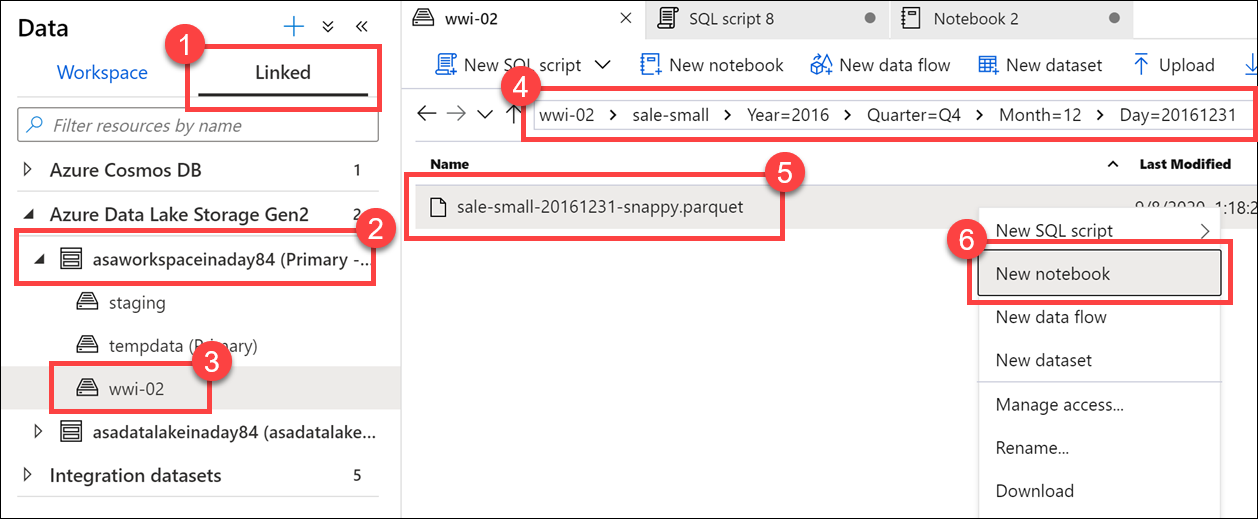 Data
1
Workspace
Linked
Filter resources by name
Azure Cosmos DB 1
Azure Data Lake Storage Gen2 2
2
asaworkspaceinaday84 (Primary -...
staging
tempdata (Primary)
3
wwi-02
asadatalakeinaday84 (asadatalake...
Integration datasets 5
wwi-02
SQL script 8
Notebook 2
New SQL script
New notebook
New data flow
New dataset
Upload
4
wwi-02 > sale-small > Year=2016 > Quarter=Q4 > Month=12 > Day=20161231
Name
Last Modified
5
sale-small-20161231-snappy.parquet
9/8/2020, 1:18:2
New SQL script
6
New notebook
New data flow
New dataset
Manage access...
Rename...
Download